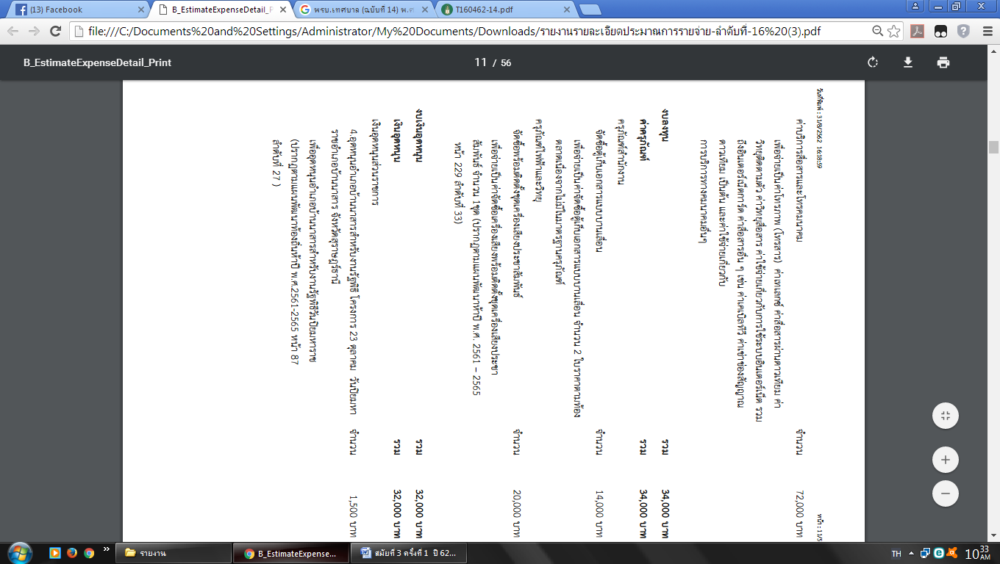 (13) Facebook
B_EstimateExpenseDetail_P
พรบ.เทศบาล (ฉบับที่ 14) พ.ศ
T160462-14.pdf
file:///C:/Documents%20and%20Settings/Administrator/My%20Documents/Downloads/รายงานรายละเอียดประมาณการรายจ่าย-ลำดับที่-16%20(3).pdf
B_EstimateExpenseDetail_Print
11 / 56
วันที่พิมพ์ : 31/8/2562 16:18:59
หน้า : 11/5
ค่าบริการสื่อสารและโทรคมนาคม จำนวน 72,000 บาท
เพื่อจ่ายเป็นค่าโทรภาพ (โทรสาร) ค่าเทเลกซ์ ค่าสื่อสารผ่านดาวเทียม ค่า
วิทยุติดตามตัว ค่าวิทยุสื่อสาร ค่าใช้จ่ายเกี่ยวกับการใช้ระบบอินเตอร์เน็ต รวม
ถึงอินเตอร์เน็ตการ์ด ค่าสื่อสารอื่น ๆ เช่น ค่าเคเบิลทีวี ค่าเช่าช่องสัญญาณ
ดาวเทียม เป็นต้น และค่าใช้จ่ายเกี่ยวกับ
การบริการทางคมนาคมอื่นๆ
งบลงทุน รวม 34,000 บาท
ค่าครุภัณฑ์ รวม 34,000 บาท
ครุภัณฑ์สำนักงาน
จัดซื้อตู้เก็บเอกสารแบบบานเลื่อน จำนวน 14,000 บาท
เพื่อจ่ายเป็นค่าจัดซื้อตู้เก็บเอกสารแบบบานเลื่อน จำนวน 2 ใบราคาตามท้อง
ตลาดเนื่องจากไม่มีในมาตรฐานครุภัณฑ์
ครุภัณฑ์ไฟฟ้าและวิทยุ
จัดซื้อพร้อมติดตั้งชุดเครื่องเสียงประชาสัมพันธ์ จำนวน 20,000 บาท
เพื่อจ่ายเป็นค่าจัดซื้อเครื่องเสียงพร้อมติดตั้งชุดเครื่องเสียงประชา
สัมพันธ์ จำนวน 1ชุด (ปรากฏตามแผนพัฒนาห้าปี พ.ศ. 2561 – 2565
หน้า 229 ลำดับที่ 33)
งบเงินอุดหนุน รวม 32,000 บาท
เงินอุดหนุน รวม 32,000 บาท
เงินอุดหนุนส่วนราชการ
4.อุดหนุนอำเภอบ้านนาสารสำหรับงานรัฐพิธี โครงการ 23 ตุลาคม วันปิยมหา จำนวน 1,500 บาท
ราชอำเภอบ้านนาสาร จังหวัดสุราษฎร์ธานี
เพื่ออุดหนุนอำเภอบ้านนาสารสำหรับงานรัฐพิธีวันปิยมหาราช
(ปรากฏตามแผนพัฒนาท้องถิ่นห้าปี พ.ศ.2561-2565 หน้า 87
ลำดับที่ 27 )
รายงาน
B_EstimateExpense...
สมัยที่ 3 ครั้งที่ 1 ปี 62...
TH
10 33 AM